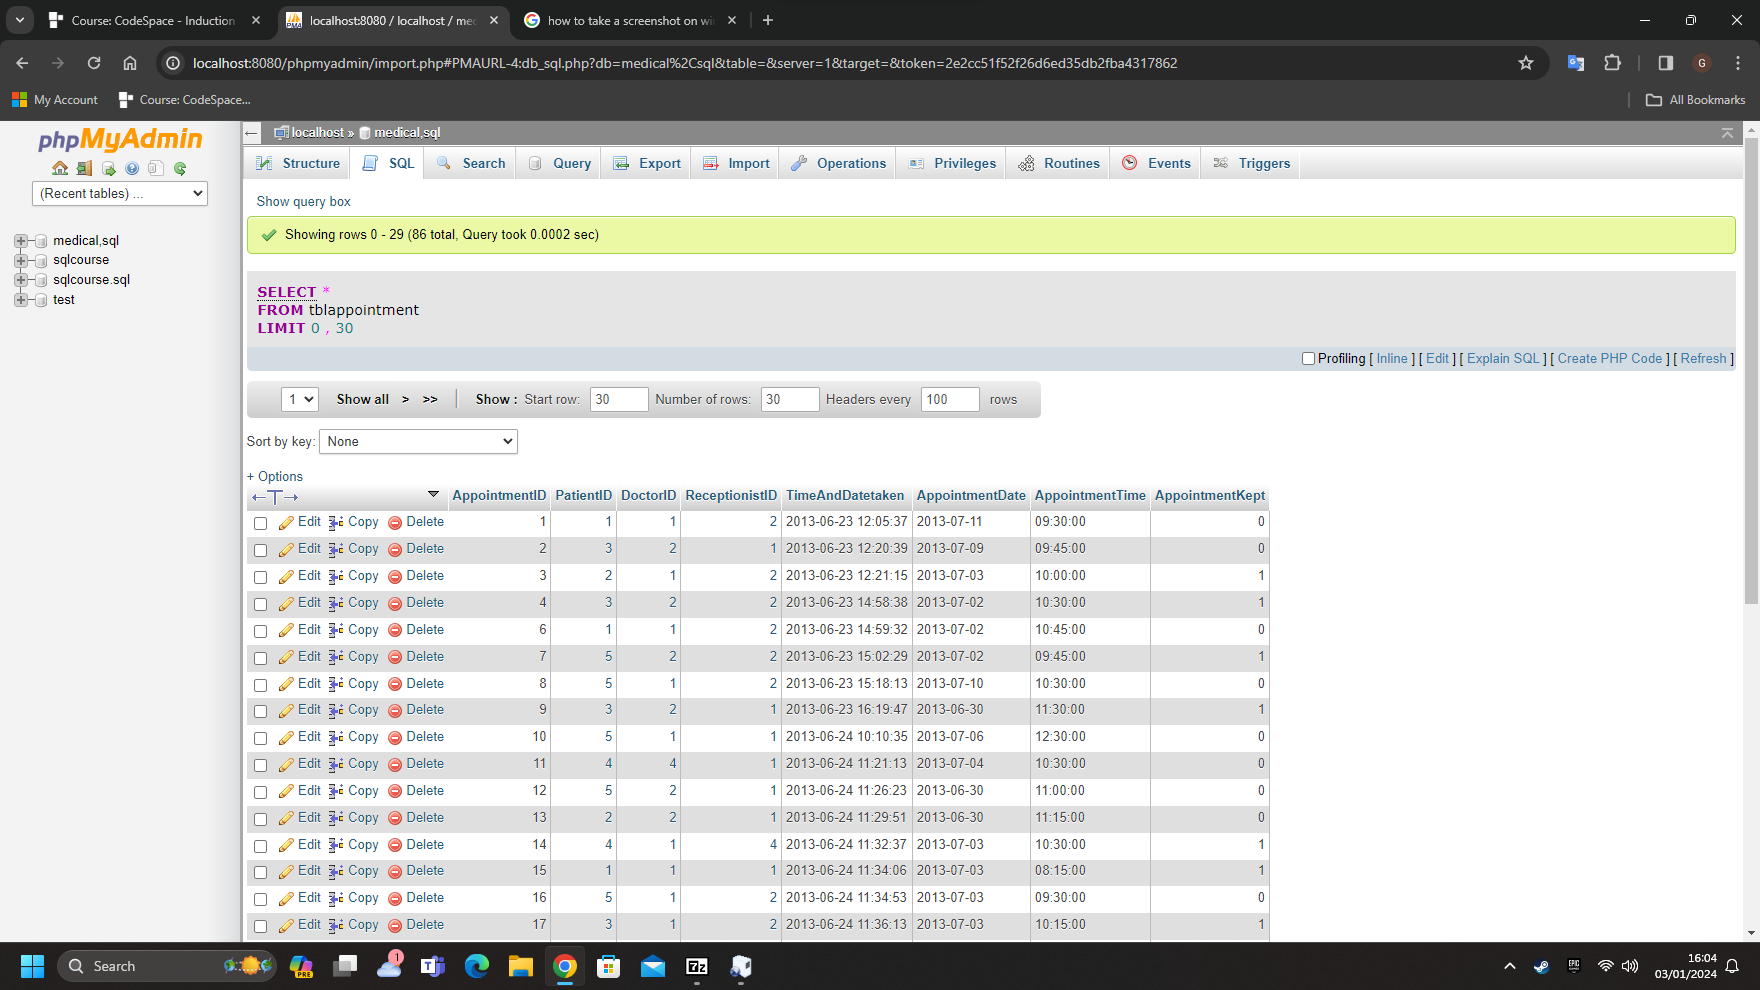 Course: CodeSpace - Induction
localhost:8080 / localhost / med
how to take a screenshot on wi
localhost:8080/phpmyadmin/import.php#PMAURL-4:db_sql.php?db=medical%2Csql&table=&server=1&target=&token=2e2cc51f52f26d6ed35db2fba4317862
G
My Account
Course: CodeSpace...
All Bookmarks
phpMyAdmin
(Recent tables) ...
medical,sql
sqlcourse
sqlcourse.sql
test
localhost » medical,sql
Structure SQL Search Query Export Import Operations Privileges Routines Events Triggers
Show query box
Showing rows 0 - 29 (86 total, Query took 0.0002 sec)
SELECT *
FROM tblappointment
LIMIT 0 , 30
Profiling [ Inline ] [ Edit ] [ Explain SQL ] [ Create PHP Code ] [ Refresh ]
1 Show all > >> Show : Start row: 30 Number of rows: 30 Headers every 100 rows
Sort by key: None
+ Options
←T→ AppointmentID PatientID DoctorID ReceptionistID TimeAndDatetaken AppointmentDate AppointmentTime AppointmentKept
Edit Copy Delete 1 1 1 2 2013-06-23 12:05:37 2013-07-11 09:30:00 0
Edit Copy Delete 2 3 2 1 2013-06-23 12:20:39 2013-07-09 09:45:00 0
Edit Copy Delete 3 2 1 2 2013-06-23 12:21:15 2013-07-03 10:00:00 1
Edit Copy Delete 4 3 2 2 2013-06-23 14:58:38 2013-07-02 10:30:00 1
Edit Copy Delete 6 1 1 2 2013-06-23 14:59:32 2013-07-02 10:45:00 0
Edit Copy Delete 7 5 2 2 2013-06-23 15:02:29 2013-07-02 09:45:00 1
Edit Copy Delete 8 5 1 2 2013-06-23 15:18:13 2013-07-10 10:30:00 0
Edit Copy Delete 9 3 2 1 2013-06-23 16:19:47 2013-06-30 11:30:00 1
Edit Copy Delete 10 5 1 1 2013-06-24 10:10:35 2013-07-06 12:30:00 0
Edit Copy Delete 11 4 4 1 2013-06-24 11:21:13 2013-07-04 10:30:00 0
Edit Copy Delete 12 5 2 1 2013-06-24 11:26:23 2013-06-30 11:00:00 0
Edit Copy Delete 13 2 2 1 2013-06-24 11:29:51 2013-06-30 11:15:00 0
Edit Copy Delete 14 4 1 4 2013-06-24 11:32:37 2013-07-03 10:30:00 1
Edit Copy Delete 15 1 1 1 2013-06-24 11:34:06 2013-07-03 08:15:00 1
Edit Copy Delete 16 5 1 2 2013-06-24 11:34:53 2013-07-03 09:30:00 0
Edit Copy Delete 17 3 1 2 2013-06-24 11:36:13 2013-07-03 10:15:00 1
Search
PRE
1
7z
EPIC
16:04
03/01/2024